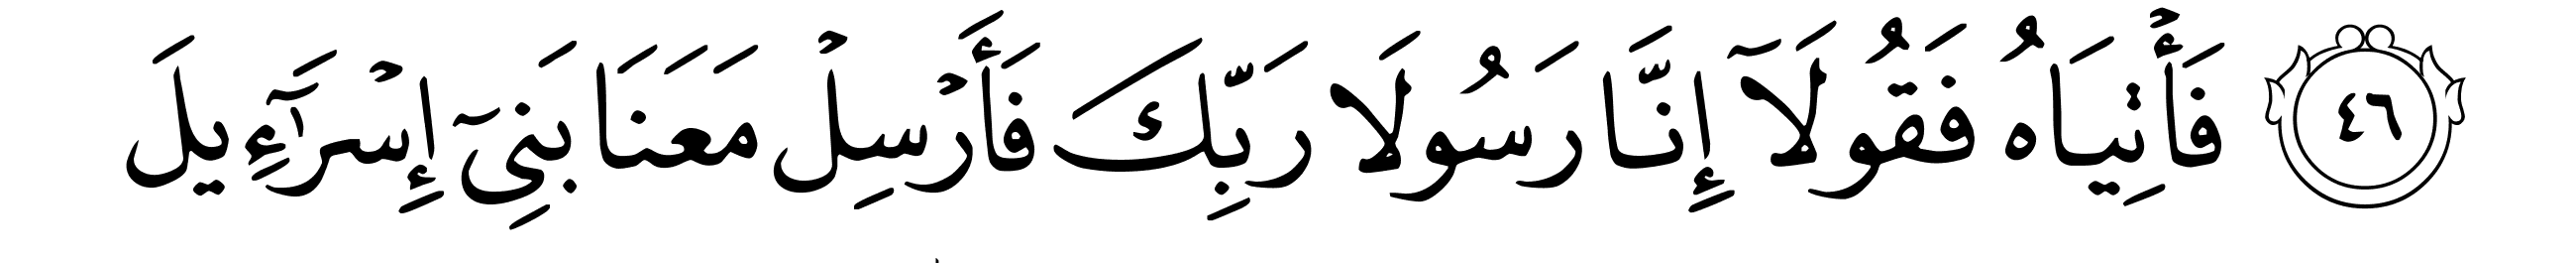 ٤٦ فَأْتِيَاهُ فَقُولَآ إِنَّا رَسُولَا رَبِّكَ فَأَرْسِلْ مَعَنَا بَنِىٓ إِسْرَٰٓءِيلَ